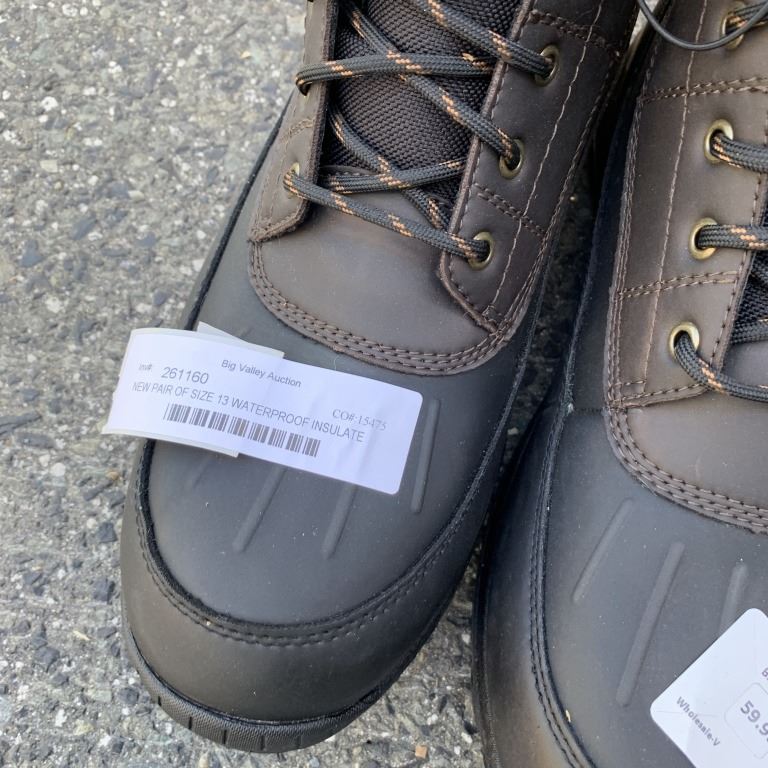 Big Valley Auction
Inv#: 261160
CO#:15475
NEW PAIR OF SIZE 13 WATERPROOF INSULATE
59.9
Wholesale-V